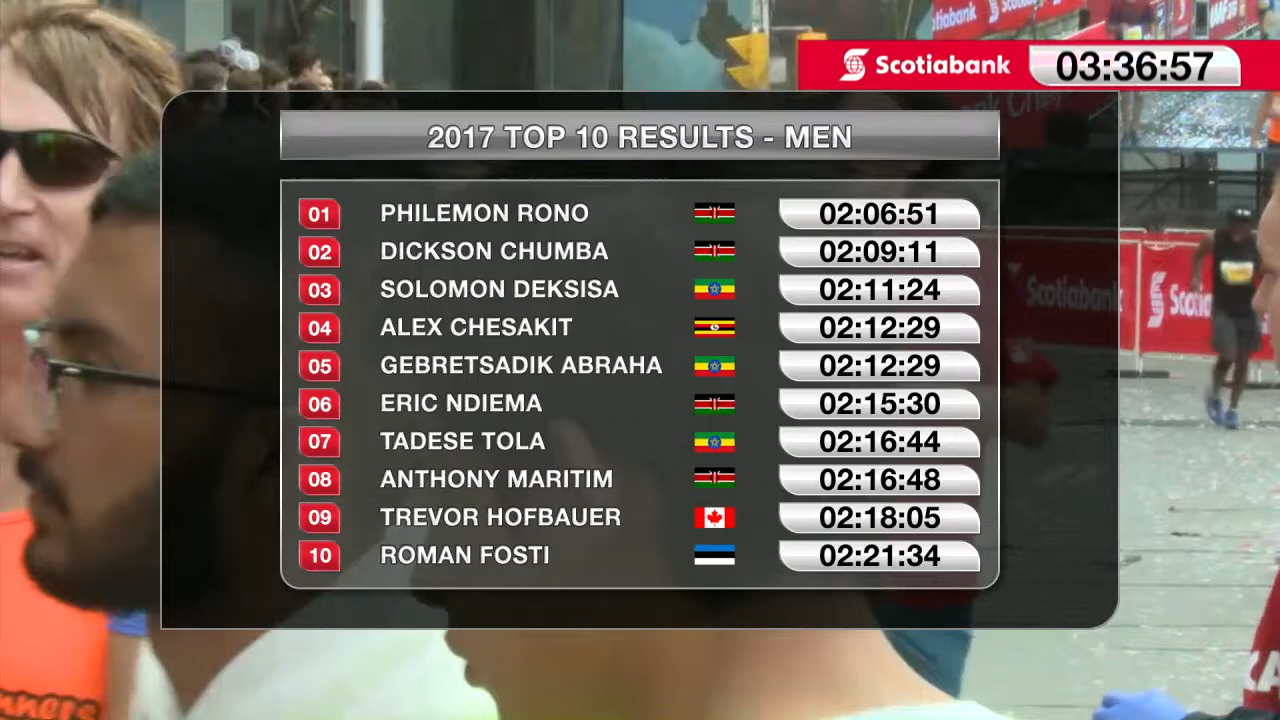 Scotiabank 03:36:57
2017 TOP 10 RESULTS - MEN
01 PHILEMON RONO 02:06:51
02 DICKSON CHUMBA 02:09:11
03 SOLOMON DEKSISA 02:11:24
04 ALEX CHESAKIT 02:12:29
05 GEBRETSADIK ABRAHA 02:12:29
06 ERIC NDIEMA 02:15:30
07 TADESE TOLA 02:16:44
08 ANTHONY MARITIM 02:16:48
09 TREVOR HOFBAUER 02:18:05
10 ROMAN FOSTI 02:21:34
Scotiabank